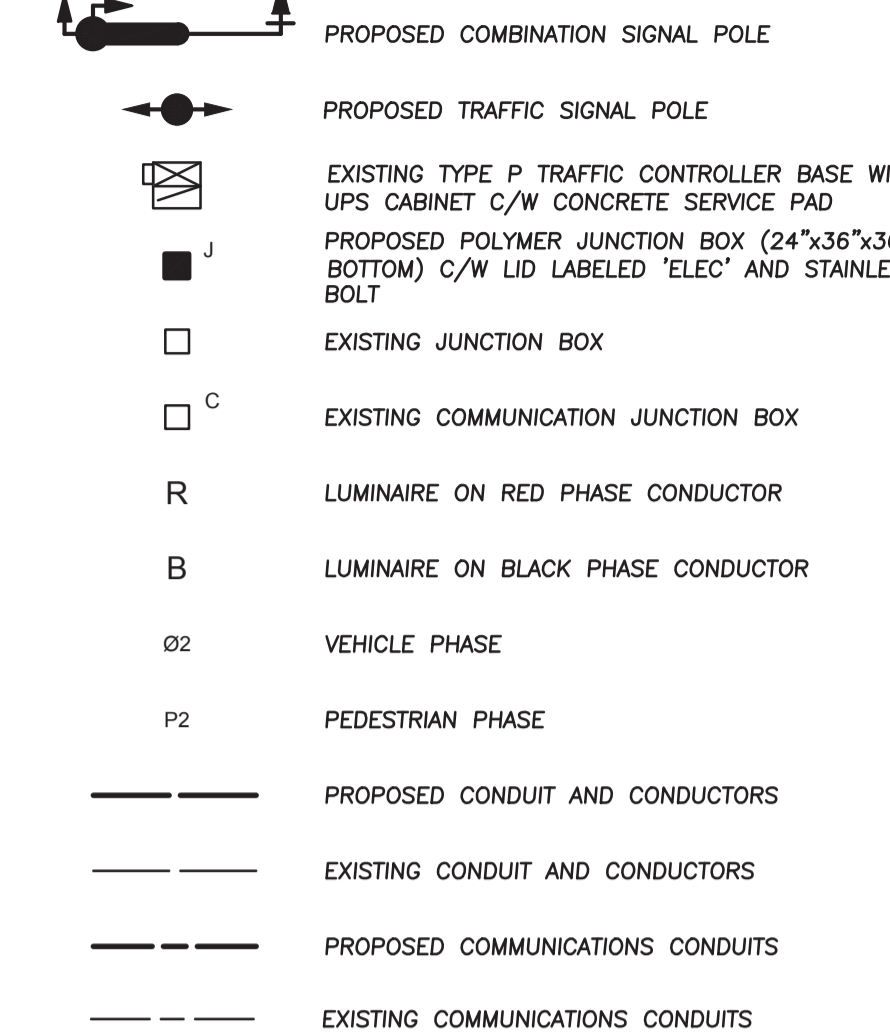 PROPOSED COMBINATION SIGNAL POLE
PROPOSED TRAFFIC SIGNAL POLE
EXISTING TYPE P TRAFFIC CONTROLLER BASE
UPS CABINET C/W CONCRETE SERVICE PAD
J PROPOSED POLYMER JUNCTION BOX
BOTTOM) C/W LID LABELED 'ELEC' AND
BOLT
EXISTING JUNCTION BOX
C EXISTING COMMUNICATION JUNCTION BOX
R LUMINAIRE ON RED PHASE CONDUCTOR
B LUMINAIRE ON BLACK PHASE CONDUCTOR
Ø2 VEHICLE PHASE
P2 PEDESTRIAN PHASE
PROPOSED CONDUIT AND CONDUCTORS
EXISTING CONDUIT AND CONDUCTORS
PROPOSED COMMUNICATIONS CONDUITS
EXISTING COMMUNICATIONS CONDUITS